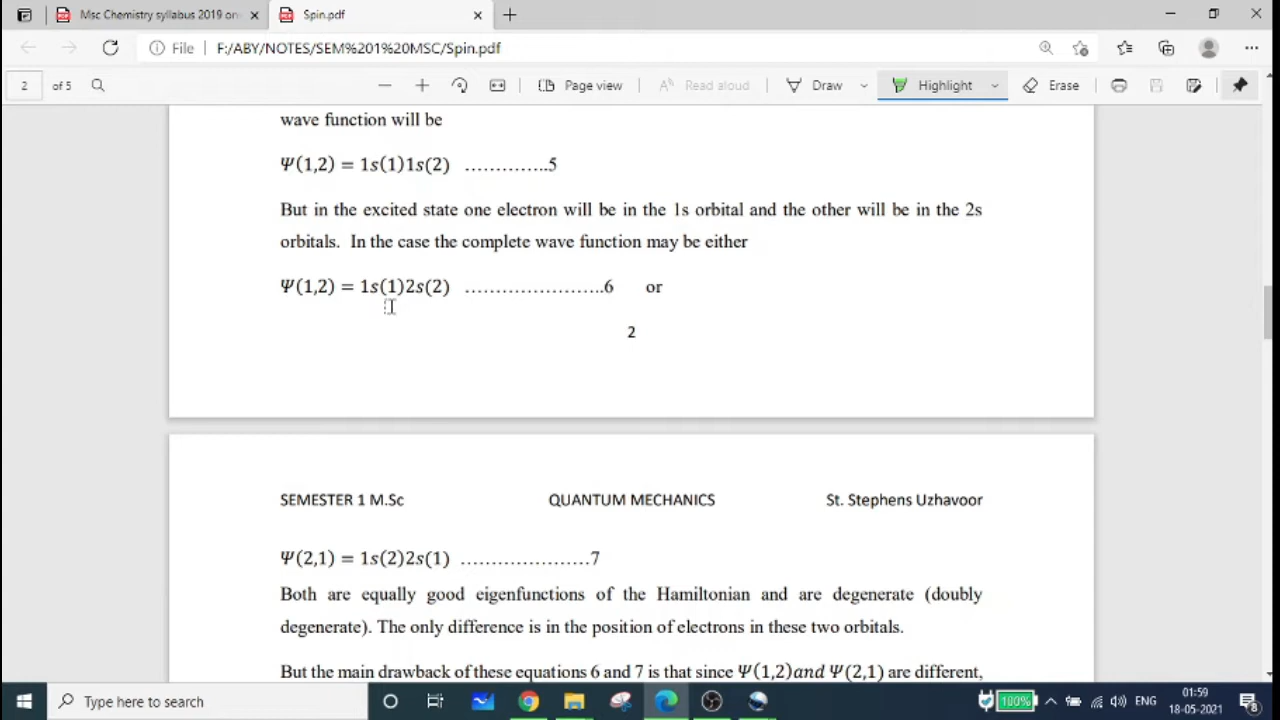 Msc Chemistry syllabus 2019 on
Spin.pdf
File F:/ABY/NOTES/SEM%201%20MSC/Spin.pdf
2 of 5 Page view Read aloud Draw Highlight Erase
wave function will be
Ψ(1,2) = 1s(1)1s(2) …………..5
But in the excited state one electron will be in the 1s orbital and the other will be in the 2s
orbitals. In the case the complete wave function may be either
Ψ(1,2) = 1s(1)2s(2) …………………..6 or
2
SEMESTER 1 M.Sc QUANTUM MECHANICS St. Stephens Uzhavoor
Ψ(2,1) = 1s(2)2s(1) …………………7
Both are equally good eigenfunctions of the Hamiltonian and are degenerate (doubly
degenerate). The only difference is in the position of electrons in these two orbitals.
But the main drawback of these equations 6 and 7 is that since Ψ(1,2)and Ψ(2,1) are different,
Type here to search
100%
ENG
01:59
18-05-2021
8